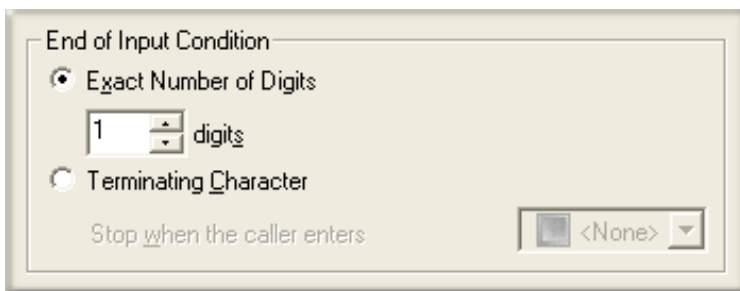 End of Input Condition
Exact Number of Digits
1 digits
Terminating Character
Stop when the caller enters <None>